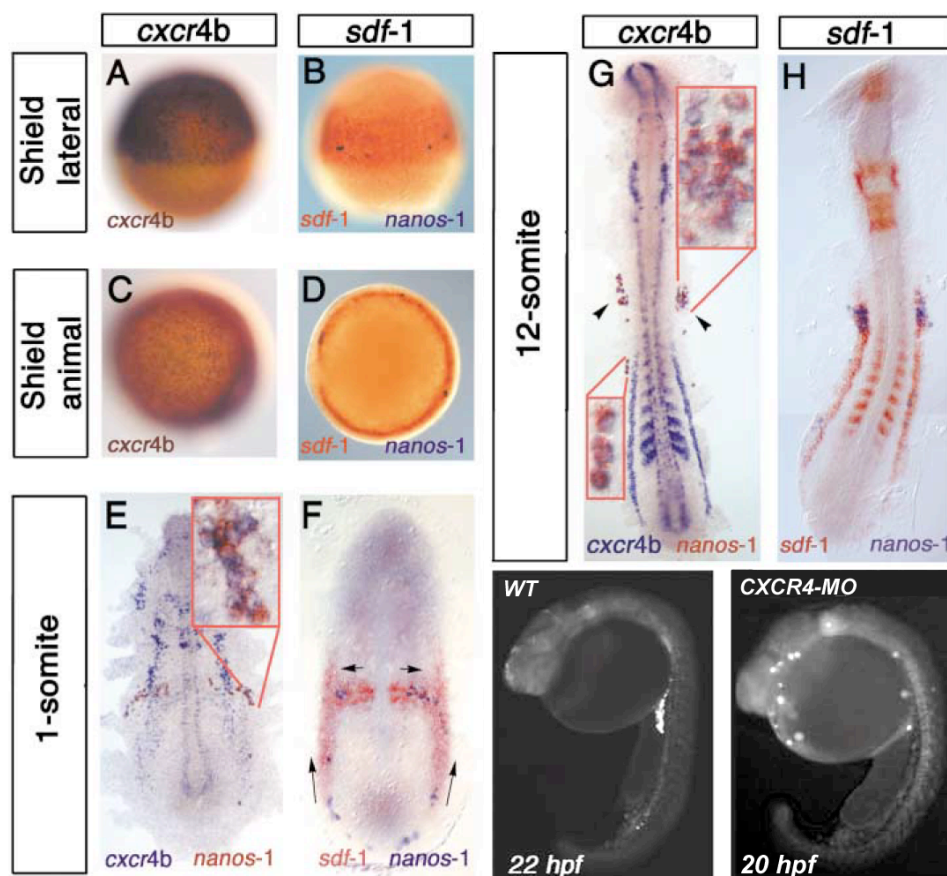 cxcr4b
sdf-1
Shield lateral
A
cxcr4b
B
sdf-1 nanos-1
Shield animal
C
cxcr4b
D
sdf-1 nanos-1
1-somite
E
cxcr4b nanos-1
F
sdf-1 nanos-1
cxcr4b
sdf-1
12-somite
G
cxcr4b nanos-1
H
sdf-1 nanos-1
WT
22 hpf
CXCR4-MO
20 hpf